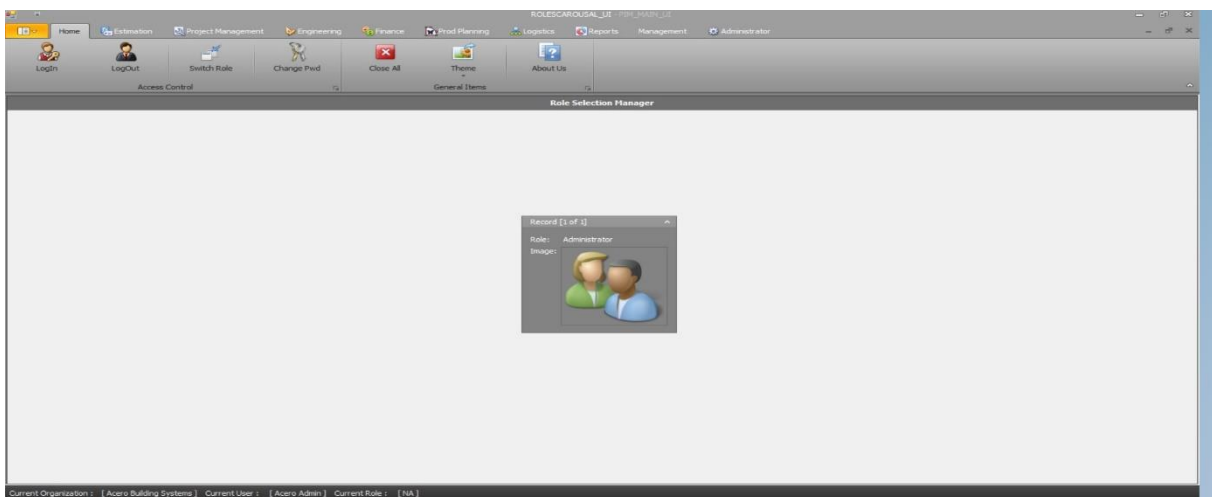 ROLESCAROUSAL_UI - PBM_MAIN_UI
Home Estimation Project Management Engineering Finance Prod Planning Logstics Reports Management Administrator
LogIn LogOut Switch Role Change Pwd Close All Theme About Us
Access Control General Items
Role Selection Manager
Record [1 of 1]
Role: Administrator
Image:
Current Organization : [ Acero Building Systems ] Current User : [ Acero Admin ] Current Role : [ NA ]